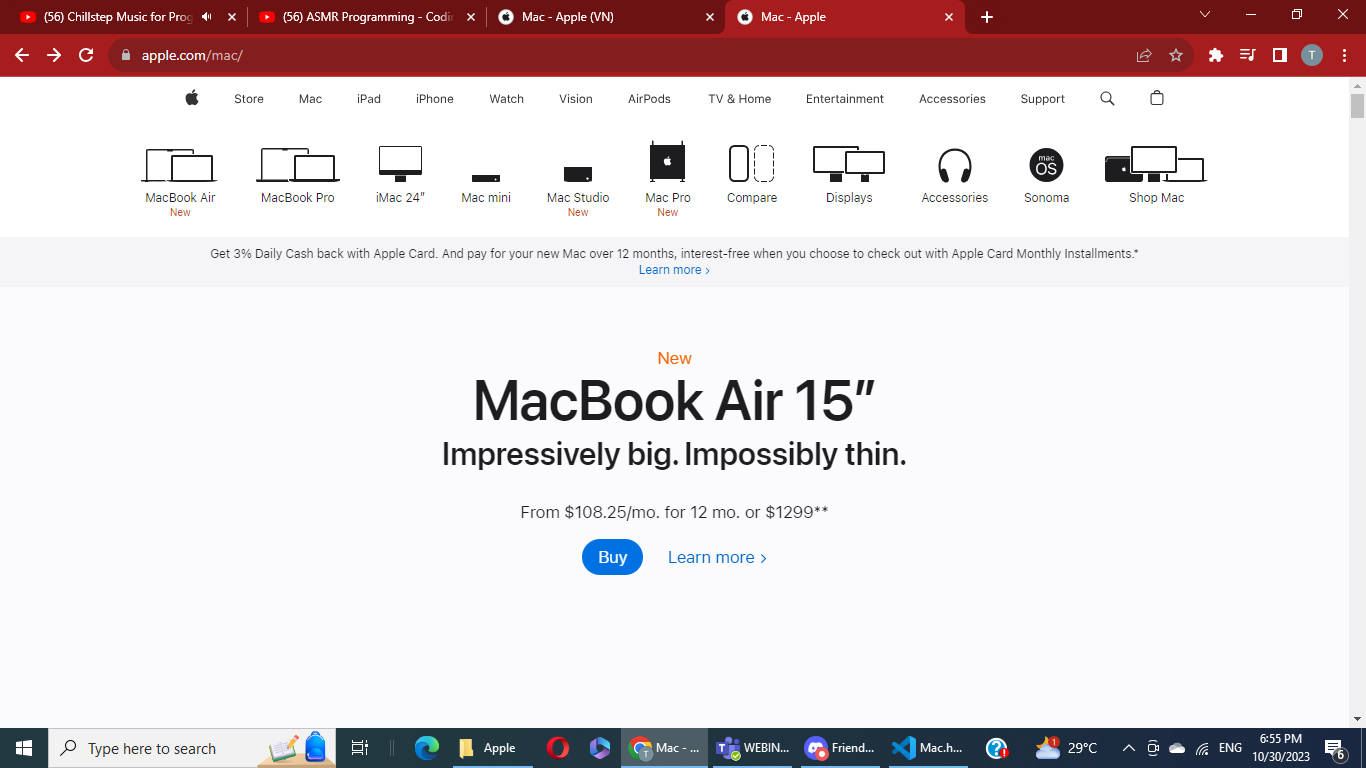 (56) Chillstep Music for Prog
(56) ASMR Programming - Codin
Mac - Apple (VN)
Mac - Apple
apple.com/mac/
T
Store Mac iPad iPhone Watch Vision AirPods TV & Home Entertainment Accessories Support
mac
OS
MacBook Air MacBook Pro iMac 24″ Mac mini Mac Studio Mac Pro Compare Displays Accessories Sonoma Shop Mac
New New New
Get 3% Daily Cash back with Apple Card. And pay for your new Mac over 12 months, interest-free when you choose to check out with Apple Card Monthly Installments.*
Learn more >
New
MacBook Air 15″
Impressively big. Impossibly thin.
From $108.25/mo. for 12 mo. or $1299**
Buy Learn more >
Type here to search
Apple
T
Mac - ...
WEBIN...
Friend...
Mac.h...
1
29°C
ENG
6:55 PM
10/30/2023
6